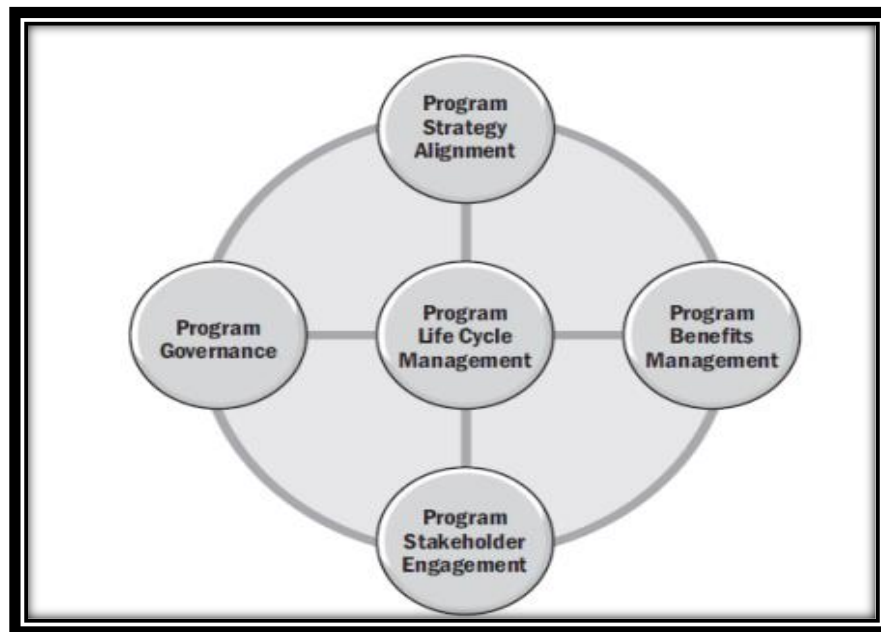 Program
Strategy
Alignment
Program
Governance
Program
Life Cycle
Management
Program
Benefits
Management
Program
Stakeholder
Engagement